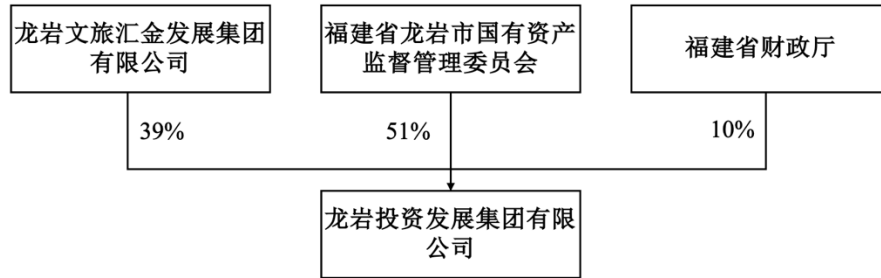 龙岩文旅汇金发展集团
有限公司
福建省龙岩市国有资产
监督管理委员会
福建省财政厅
39%
51%
10%
龙岩投资发展集团有限
公司